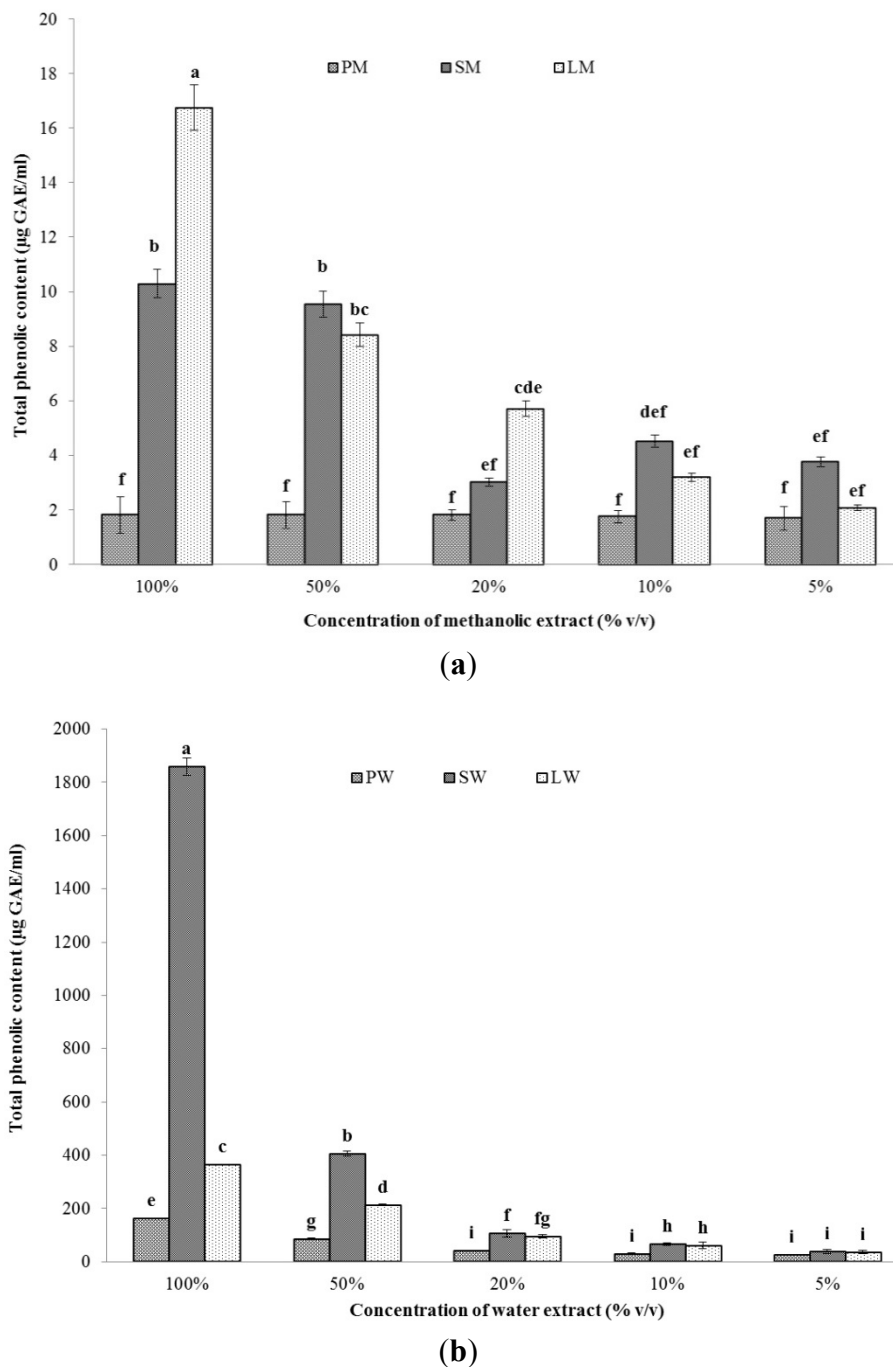 20
18
16
14
12
10
8
6
4
2
0
Total phenolic content (µg GAE/ml)
PM SM LM
a
b
f
b
bc
f
cde
ef
f
def
ef
f
ef
ef
f
100% 50% 20% 10% 5%
Concentration of methanolic extract (% v/v)
(a)
2000
1800
1600
1400
1200
1000
800
600
400
200
0
Total phenolic content (µg GAE/ml)
PW SW LW
e
a
c
g
b
d
i
f
fg
i
h
h
i
i
i
100% 50% 20% 10% 5%
Concentration of water extract (% v/v)
(b)